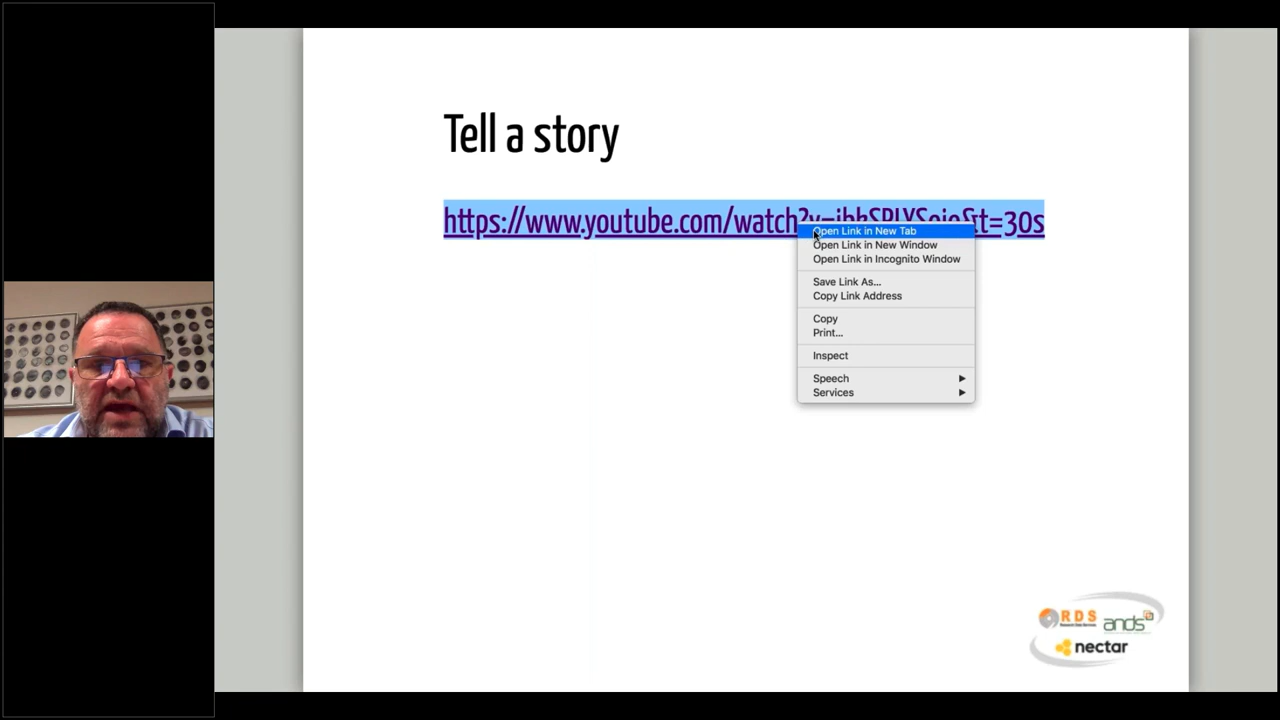 Tell a story
https://www.youtube.com/watch?v= &t=30s
Open Link in New Tab
Open Link in New Window
Open Link in Incognito Window
Save Link As...
Copy Link Address
Copy
Print...
Inspect
Speech
Services
RDS
ands
nectar